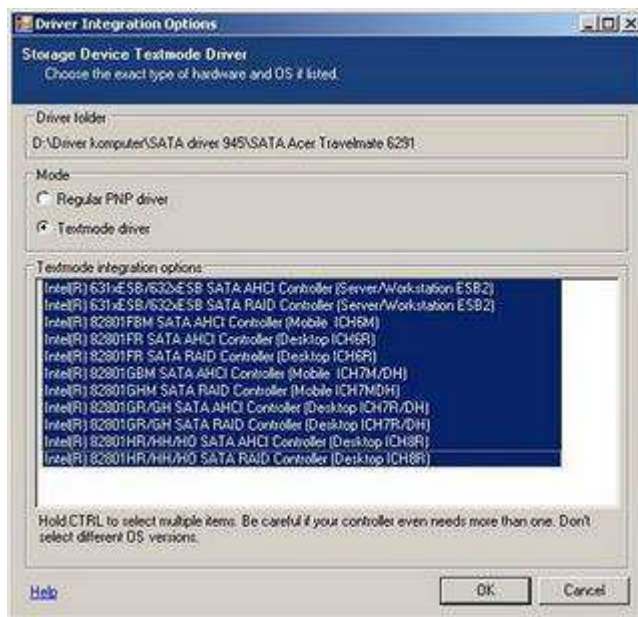 Driver Integration Options
Storage Device Textmode Driver
Choose the exact type of hardware and OS if listed.
Driver folder
D:\Driver komputer\SATA driver 945\SATA Acer Travelmate 6291
Mode
Regular PNP driver
Textmode driver
Textmode integration options
Intel(R) 631xESB/632xESB SATA AHCI Controller (Server/Workstation ESB2)
Intel(R) 631xESB/632xESB SATA RAID Controller (Server/Workstation ESB2)
Intel(R) 82801FBM SATA AHCI Controller (Mobile ICH6M)
Intel(R) 82801FR SATA AHCI Controller (Desktop ICH6R)
Intel(R) 82801FR SATA RAID Controller (Desktop ICH6R)
Intel(R) 82801GBM SATA AHCI Controller (Mobile ICH7M/DH)
Intel(R) 82801GHM SATA RAID Controller (Mobile ICH7MDH)
Intel(R) 82801GR/GH SATA AHCI Controller (Desktop ICH7R/DH)
Intel(R) 82801GR/GH SATA RAID Controller (Desktop ICH7R/DH)
Intel(R) 82801HR/HH/HO SATA AHCI Controller (Desktop ICH8R)
Intel(R) 82801HR/HH/HO SATA RAID Controller (Desktop ICH8R)
Hold CTRL to select multiple items. Be careful if your controller even needs more than one. Don't
select different OS versions.
Help
OK
Cancel